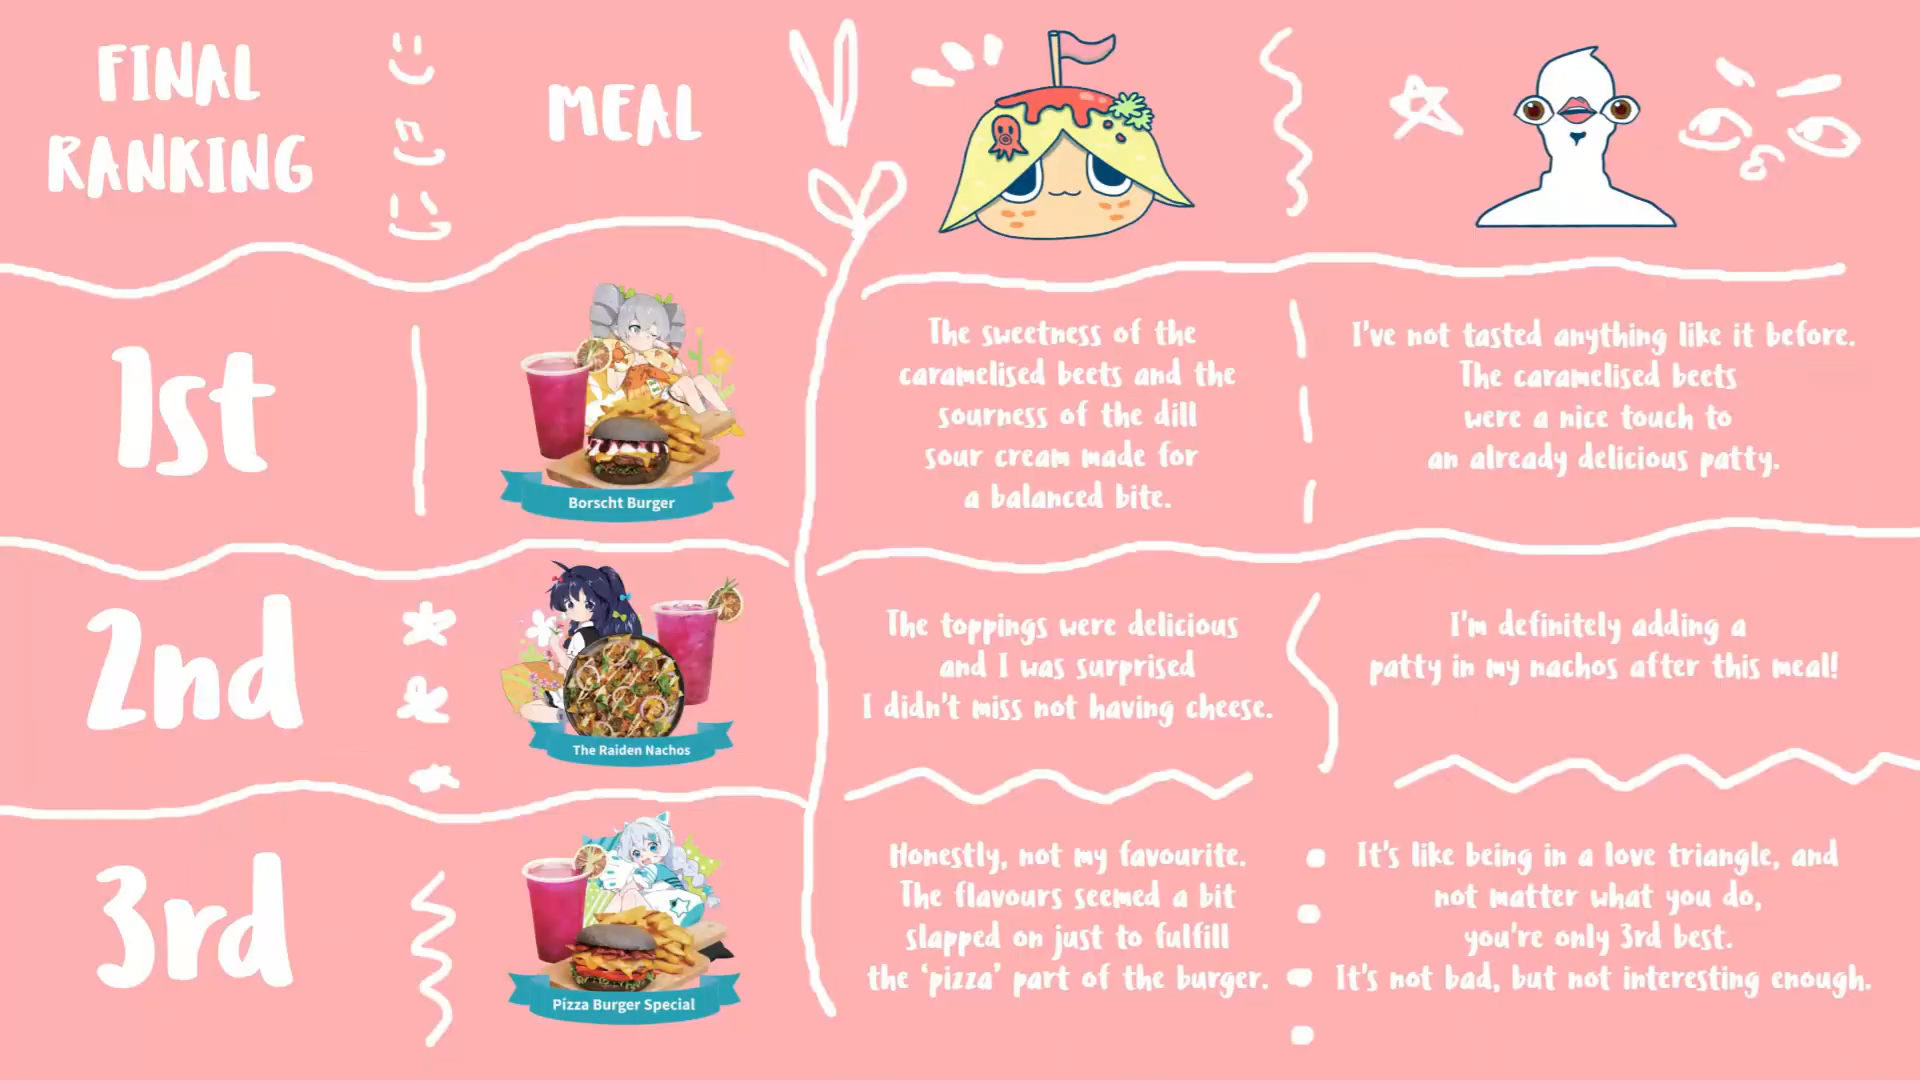 FINAL
RANKING
MEAL
1st
Borscht Burger
The sweetness of the
caramelised beets and the
sourness of the dill
sour cream made for
a balanced bite.
I've not tasted anything like it before.
The caramelised beets
were a nice touch to
an already delicious patty.
2nd
The Raiden Nachos
The toppings were delicious
and I was surprised
I didn't miss not having cheese.
I'm definitely adding a
patty in my nachos after this meal!
3rd
Pizza Burger Special
Honestly, not my favourite.
The flavours seemed a bit
slapped on just to fulfill
the 'pizza' part of the burger.
It's like being in a love triangle, and
not matter what you do,
you're only 3rd best.
It's not bad, but not interesting enough.